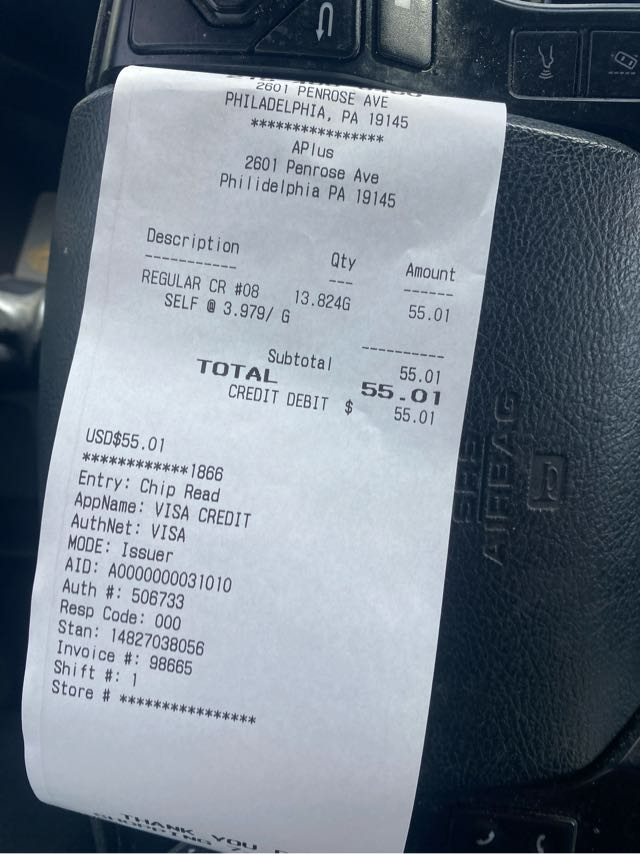 2601 PENROSE AVE
PHILADELPHIA, PA 19145
****************
APlus
2601 Penrose Ave
Philidelphia PA 19145
Description Qty Amount
----------- --- ------
REGULAR CR #08 13.824G 55.01
SELF @ 3.979/ G
----------
Subtotal 55.01
TOTAL 55.01
CREDIT DEBIT $ 55.01
USD$55.01
************1866
Entry: Chip Read
AppName: VISA CREDIT
AuthNet: VISA
MODE: Issuer
AID: A0000000031010
Auth #: 506733
Resp Code: 000
Stan: 14827038056
Invoice #: 98665
Shift #: 1
Store # ****************
THANK YOU
SHOPPING
SRS
AIRBAG